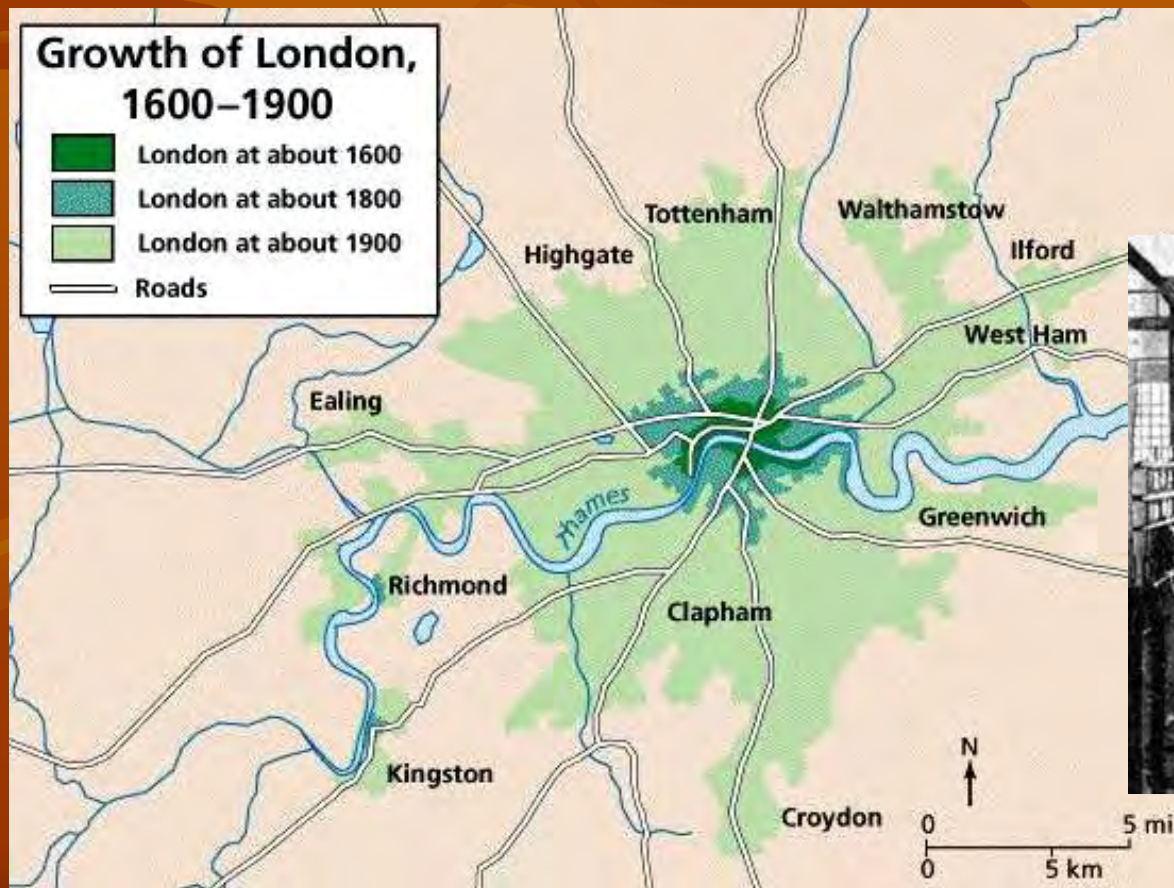 Growth of London,
1600–1900
London at about 1600
London at about 1800
London at about 1900
Roads
Tottenham
Walthamstow
Highgate
Ilford
West Ham
Ealing
Thames
Greenwich
Richmond
Clapham
Kingston
Croydon
N
0 5 mi
0 5 km